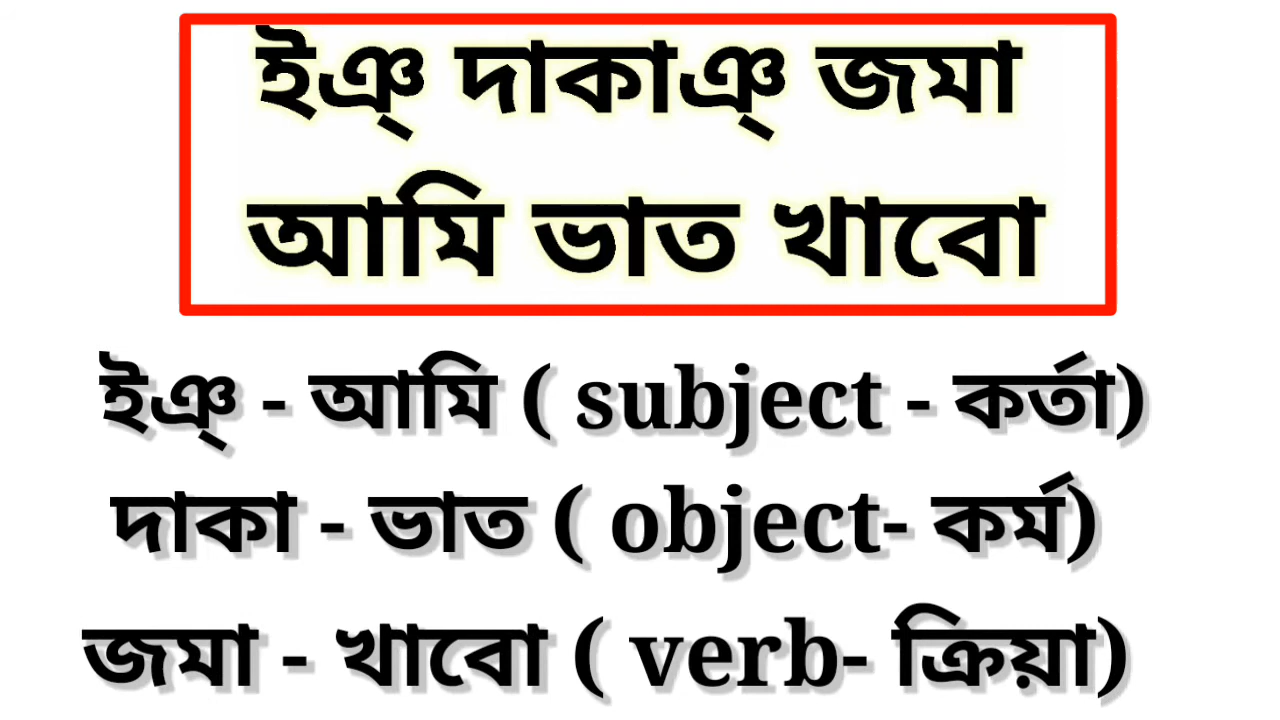 ইঞ্ দাকাঞ্ জমা
আমি ভাত খাবো
ইঞ্ - আমি ( subject - কর্তা)
দাকা - ভাত ( object- কর্ম)
জমা - খাবো ( verb- ক্রিয়া)